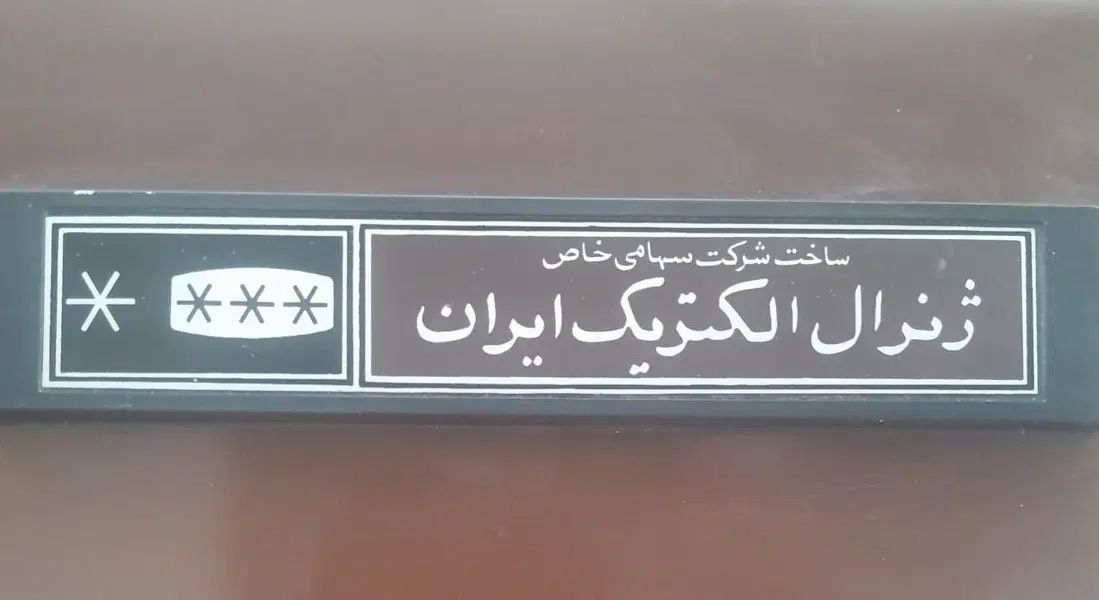 ساخت شرکت سهامی خاص
ژنرال الکتریک ایران